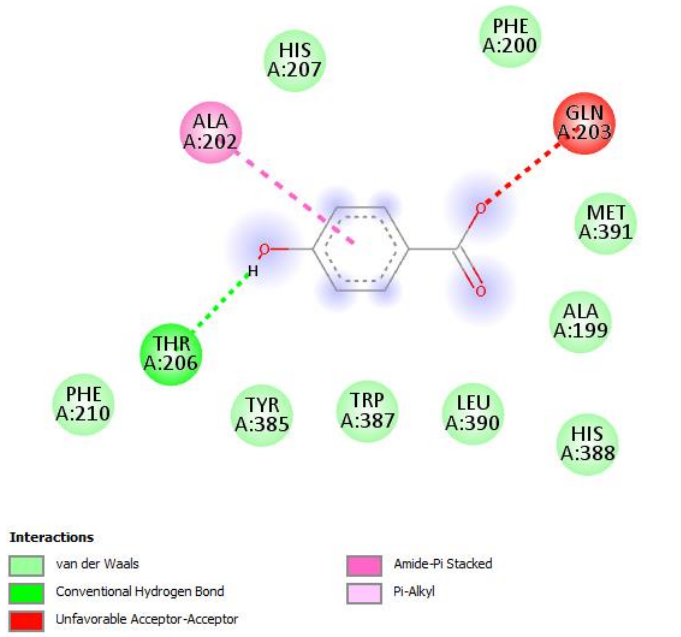 PHE
A:200
HIS
A:207
GLN
A:203
ALA
A:202
MET
A:391
O
O
H
O
ALA
A:199
THR
A:206
PHE
A:210
TYR
A:385
TRP
A:387
LEU
A:390
HIS
A:388
Interactions
van der Waals
Conventional Hydrogen Bond
Unfavorable Acceptor-Acceptor
Amide-Pi Stacked
Pi-Alkyl